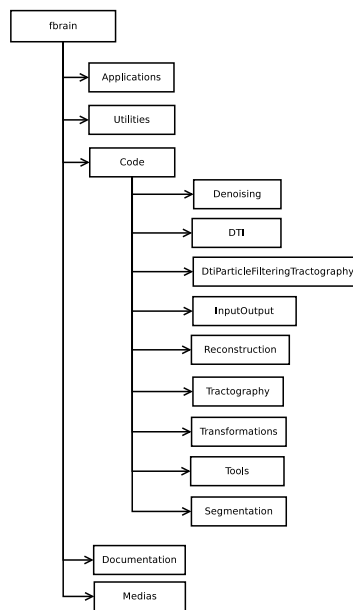 fbrain
Applications
Utilities
Code
Denoising
DTI
DtiParticleFilteringTractography
InputOutput
Reconstruction
Tractography
Transformations
Tools
Segmentation
Documentation
Medias